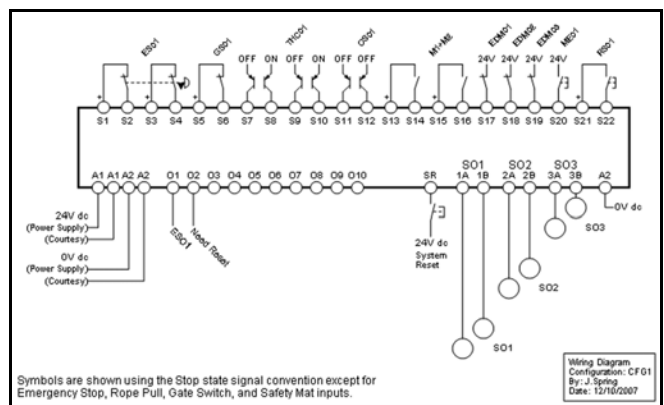 ES01 GS01 THC01 OS01 M1+M2 EDM01 EDM02 EDM03 ME01 RS01
OFF ON OFF ON OFF OFF 24V 24V 24V 24V
+ + + + + +
S1 S2 S3 S4 S5 S6 S7 S8 S9 S10 S11 S12 S13 S14 S15 S16 S17 S18 S19 S20 S21 S22
SO1 SO2 SO3
A1 A1 A2 A2 O1 O2 O3 O4 O5 O6 O7 O8 O9 O10 SR 1A 1B 2A 2B 3A 3B A2
24V dc
(Power Supply)
(Courtesy)
0V dc
(Power Supply)
(Courtesy)
ESO1
Need Reset
24V dc
System
Reset
0V dc
SO3
SO2
SO1
Symbols are shown using the Stop state signal convention except for
Emergency Stop, Rope Pull, Gate Switch, and Safety Mat inputs.
Wiring Diagram
Configuration: CFG1
By: J.Spring
Date: 12/10/2007